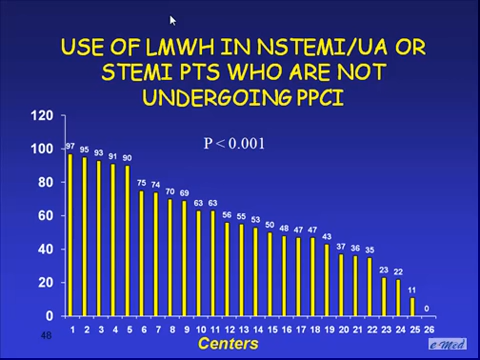 USE OF LMWH IN NSTEMI/UA OR
STEMI PTS WHO ARE NOT
UNDERGOING PPCI
P < 0.001
120
100
80
60
40
20
0
97 95 93 91 90 75 74 70 69 63 63 56 55 53 50 48 47 47 43 37 36 35 23 22 11 0
1 2 3 4 5 6 7 8 9 10 11 12 13 14 15 16 17 18 19 20 21 22 23 24 25 26
Centers
48
e Med